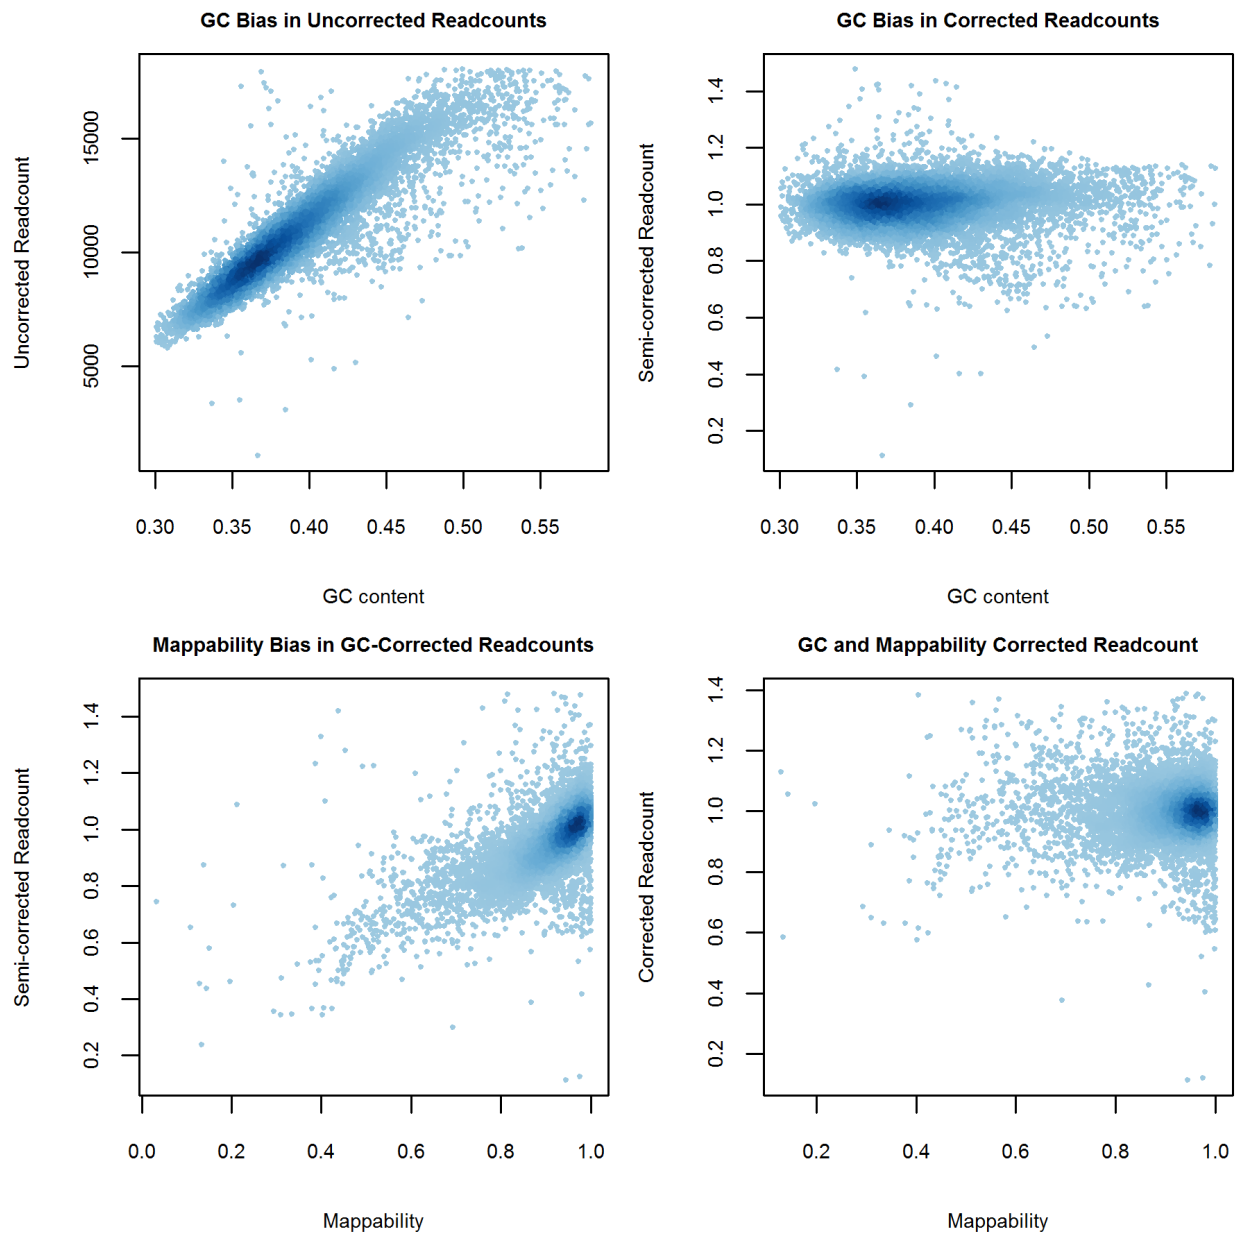 GC Bias in Uncorrected Readcounts
Uncorrected Readcount
15000
10000
5000
0.30 0.35 0.40 0.45 0.50 0.55
GC content
GC Bias in Corrected Readcounts
Semi-corrected Readcount
1.4
1.2
1.0
0.8
0.6
0.4
0.2
0.30 0.35 0.40 0.45 0.50 0.55
GC content
Mappability Bias in GC-Corrected Readcounts
Semi-corrected Readcount
1.4
1.2
1.0
0.8
0.6
0.4
0.2
0.0 0.2 0.4 0.6 0.8 1.0
Mappability
GC and Mappability Corrected Readcount
Corrected Readcount
1.4
1.2
1.0
0.8
0.6
0.4
0.2
0.2 0.4 0.6 0.8 1.0
Mappability